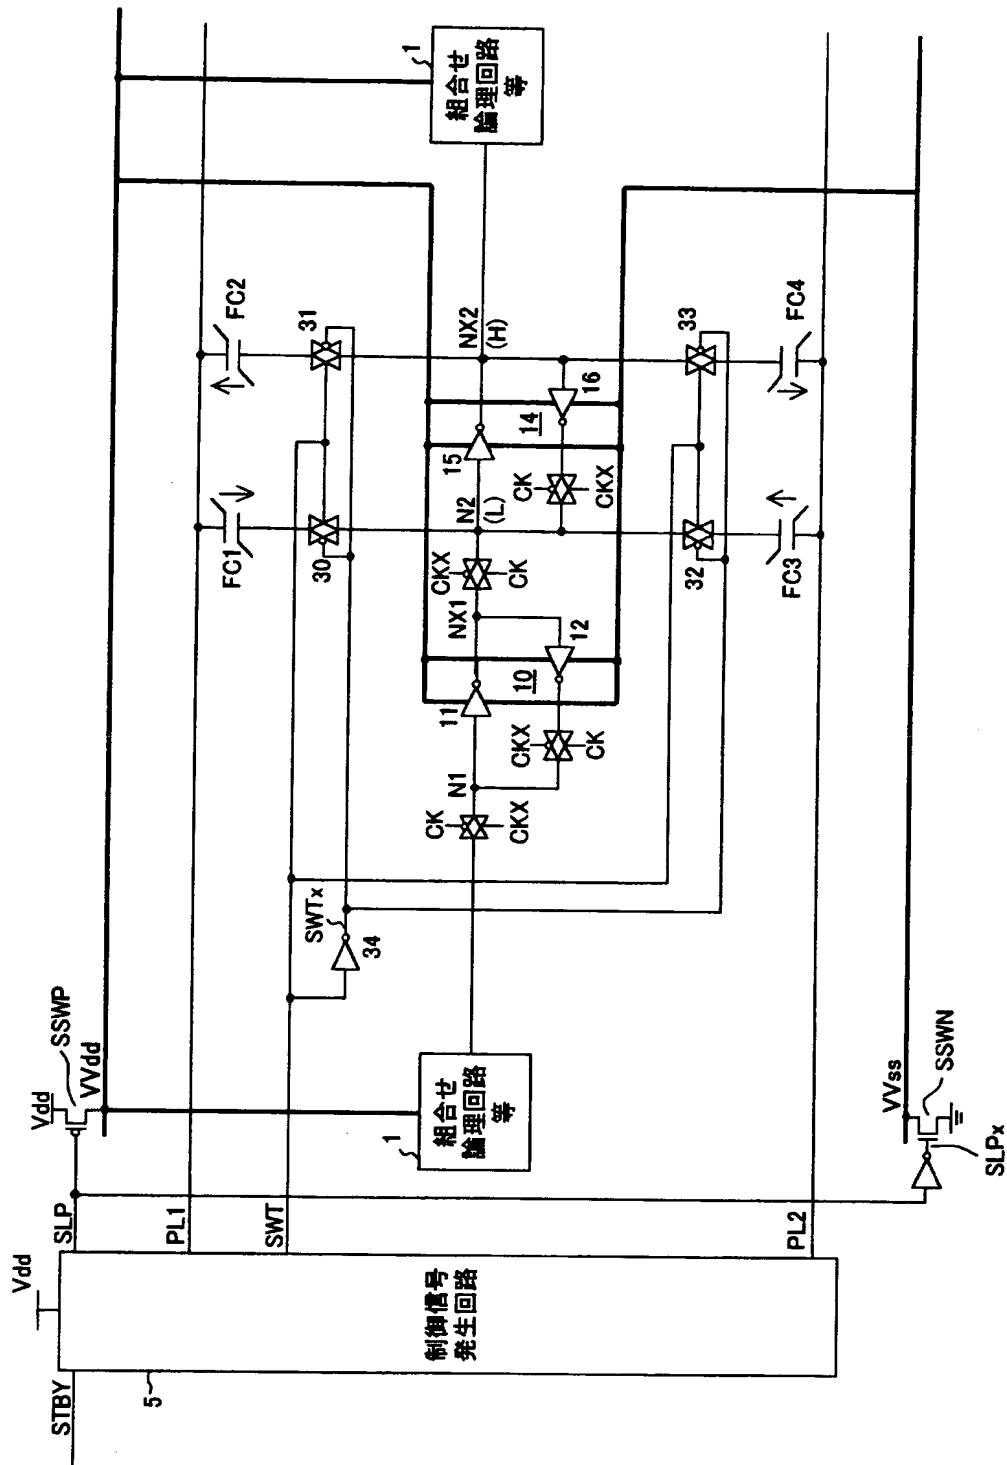 STBY
Vdd
5
制御信号
発生回路
SLP
PL1
SWT
PL2
Vdd
SSWP
VVdd
VVss
SSWN
SLPx
1
組合せ
論理回路
等
SWTx
34
CK
CKX
N1
11
10
12
CKX
CK
NX1
CKX
CK
N2
(L)
15
14
16
CK
CKX
NX2
(H)
FC1
FC2
30
31
32
33
FC3
FC4
1
組合せ
論理回路
等